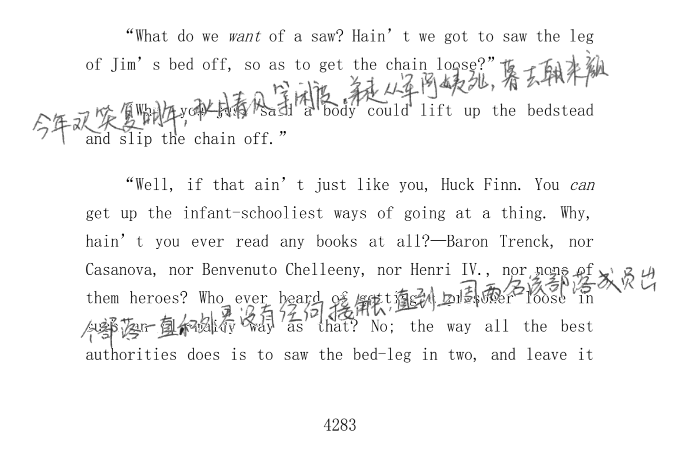 “What do we want of a saw? Hain’t we got to saw the leg
of Jim’s bed off, so as to get the chain loose?”
今年欢笑复明年,秋月春风等闲度。弟走从军阿姨死,暮去朝来颜
“Why, you just said a body could lift up the bedstead
and slip the chain off.”
“Well, if that ain’t just like you, Huck Finn. You can
get up the infant-schooliest ways of going at a thing. Why,
hain’t you ever read any books at all?—Baron Trenck, nor
Casanova, nor Benvenuto Chelleeny, nor Henri IV., nor none of
them heroes? Who ever heard of getting a prisoner loose in
个部落一直和外界没有任何接触,直到上周两名该部落成员出
such an old-maidy way as that? No; the way all the best
authorities does is to saw the bed-leg in two, and leave it
4283